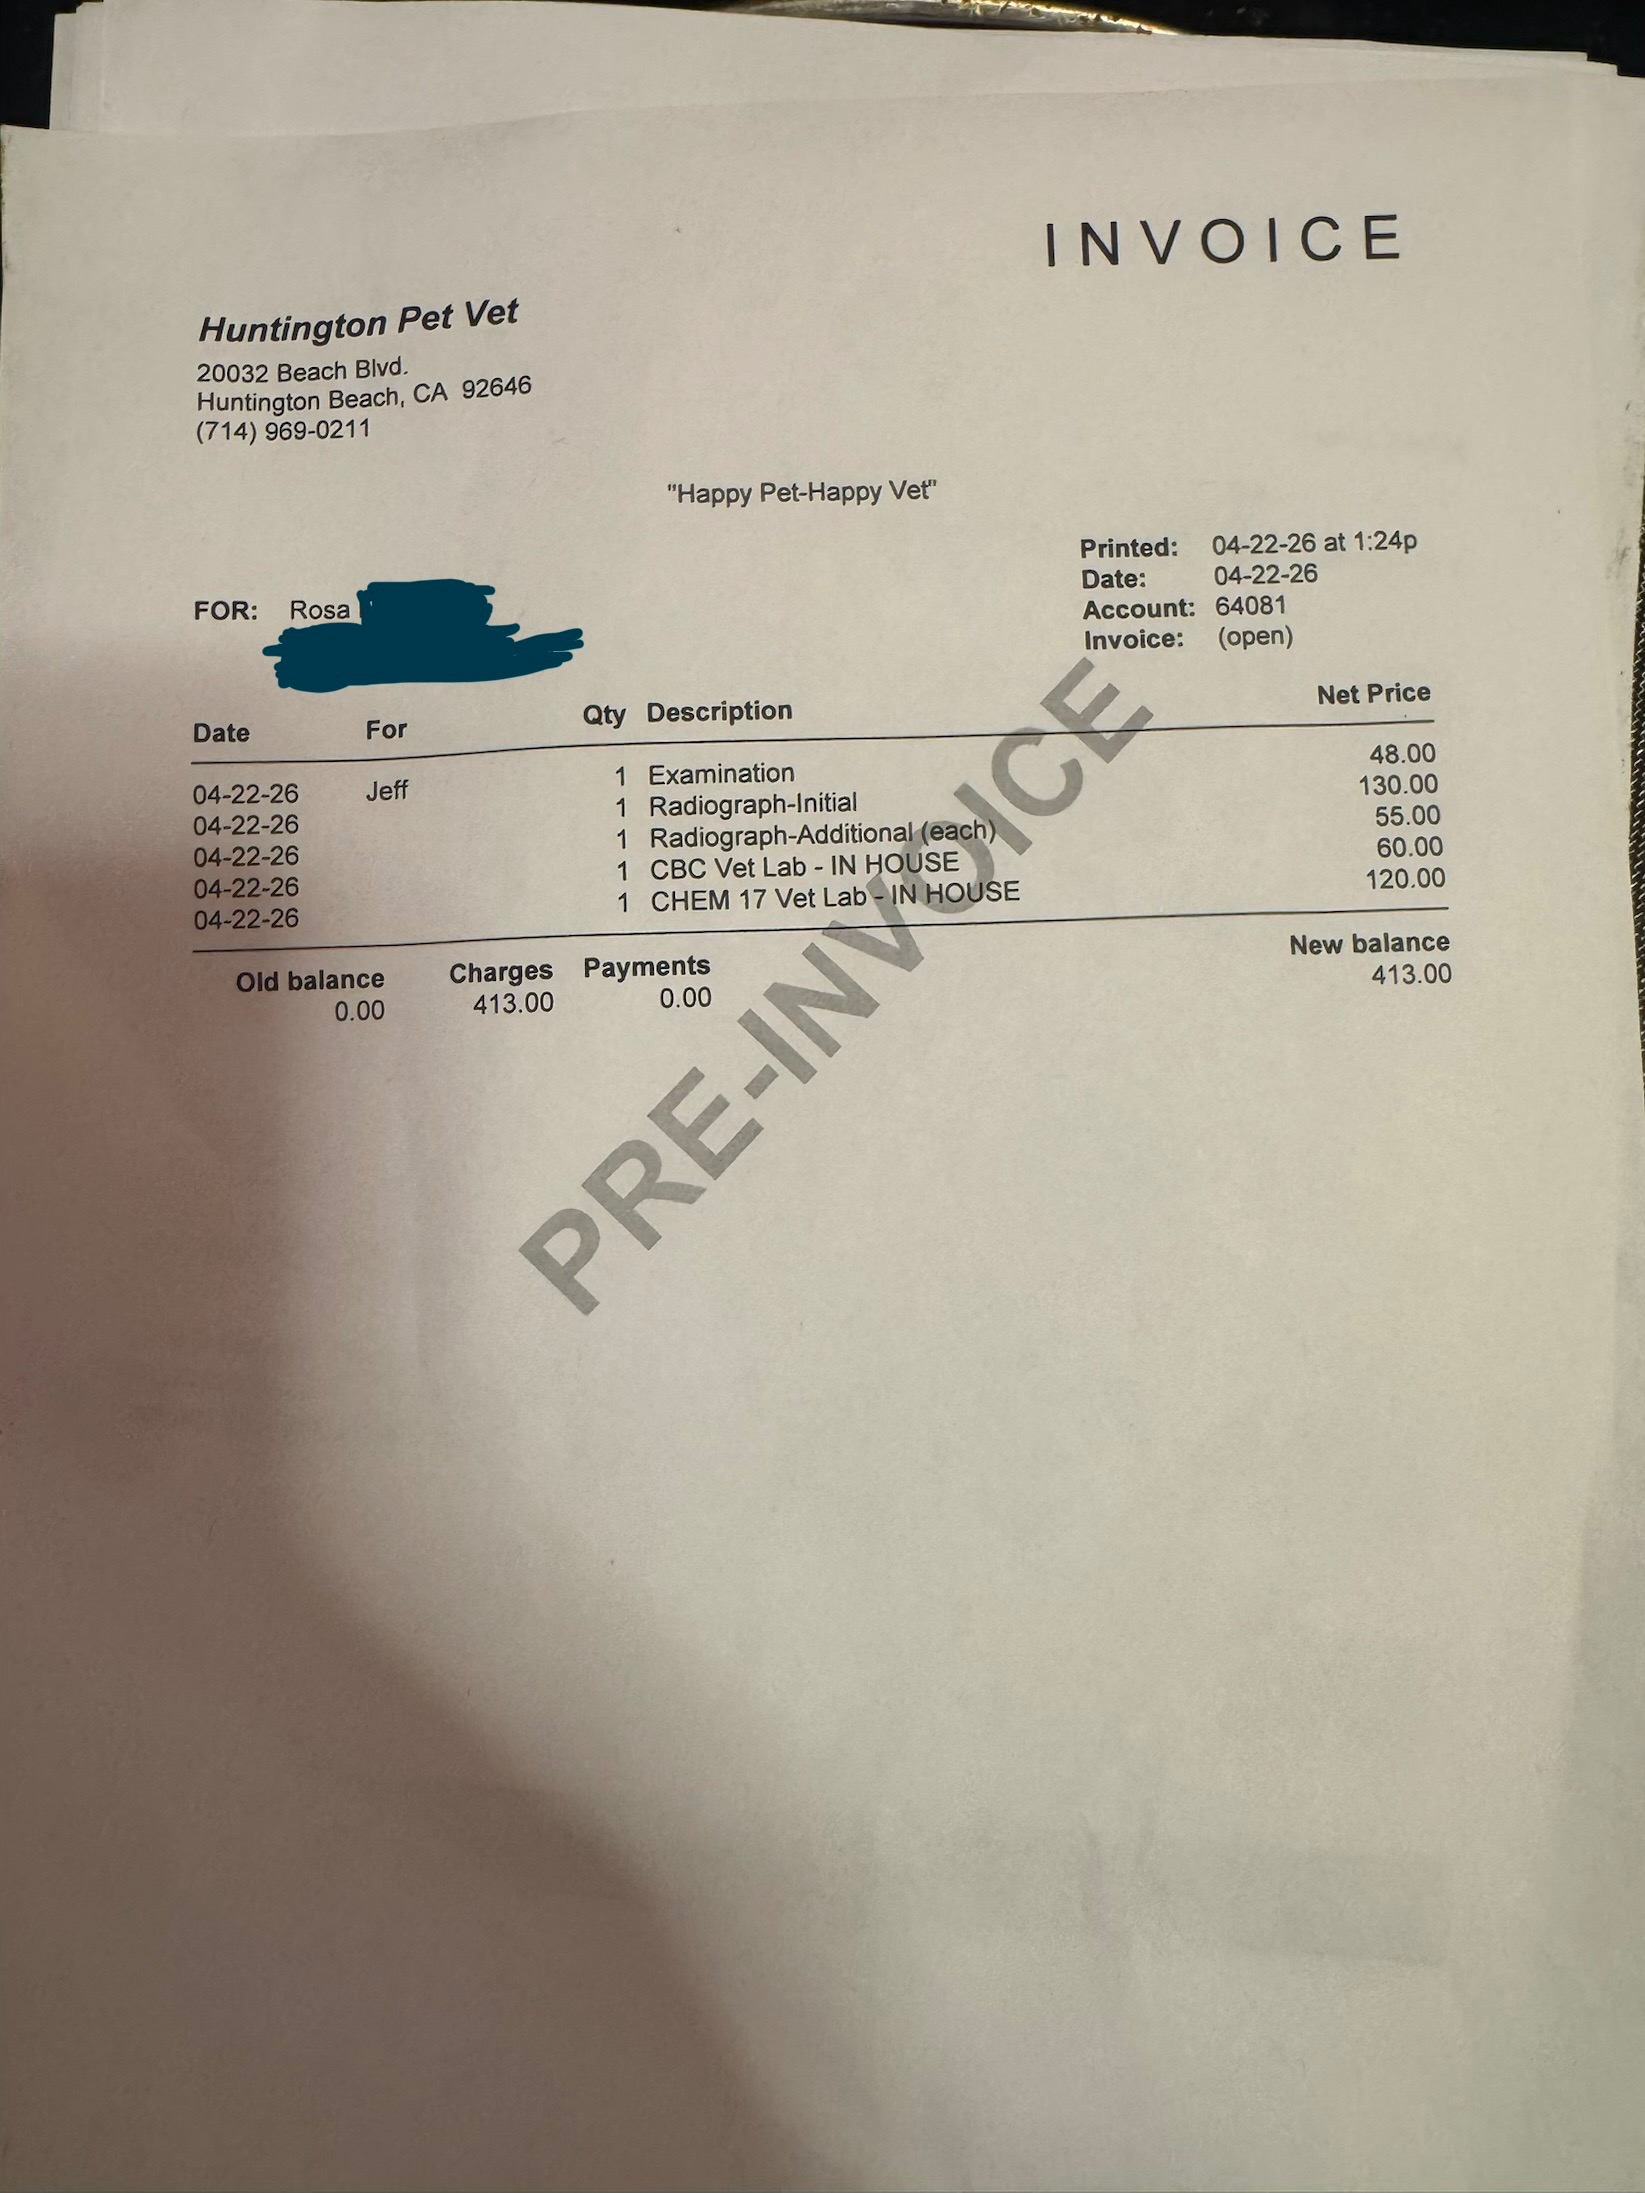 INVOICE
Huntington Pet Vet
20032 Beach Blvd.
Huntington Beach, CA 92646
(714) 969-0211
"Happy Pet-Happy Vet"
Printed: 04-22-26 at 1:24p
Date: 04-22-26
Account: 64081
Invoice: (open)
FOR: Rosa
Date For Qty Description Net Price
04-22-26 Jeff 1 Examination 48.00
04-22-26 1 Radiograph-Initial 130.00
04-22-26 1 Radiograph-Additional (each) 55.00
04-22-26 1 CBC Vet Lab - IN HOUSE 60.00
04-22-26 1 CHEM 17 Vet Lab - IN HOUSE 120.00
Old balance Charges Payments New balance
0.00 413.00 0.00 413.00
PRE-INVOICE